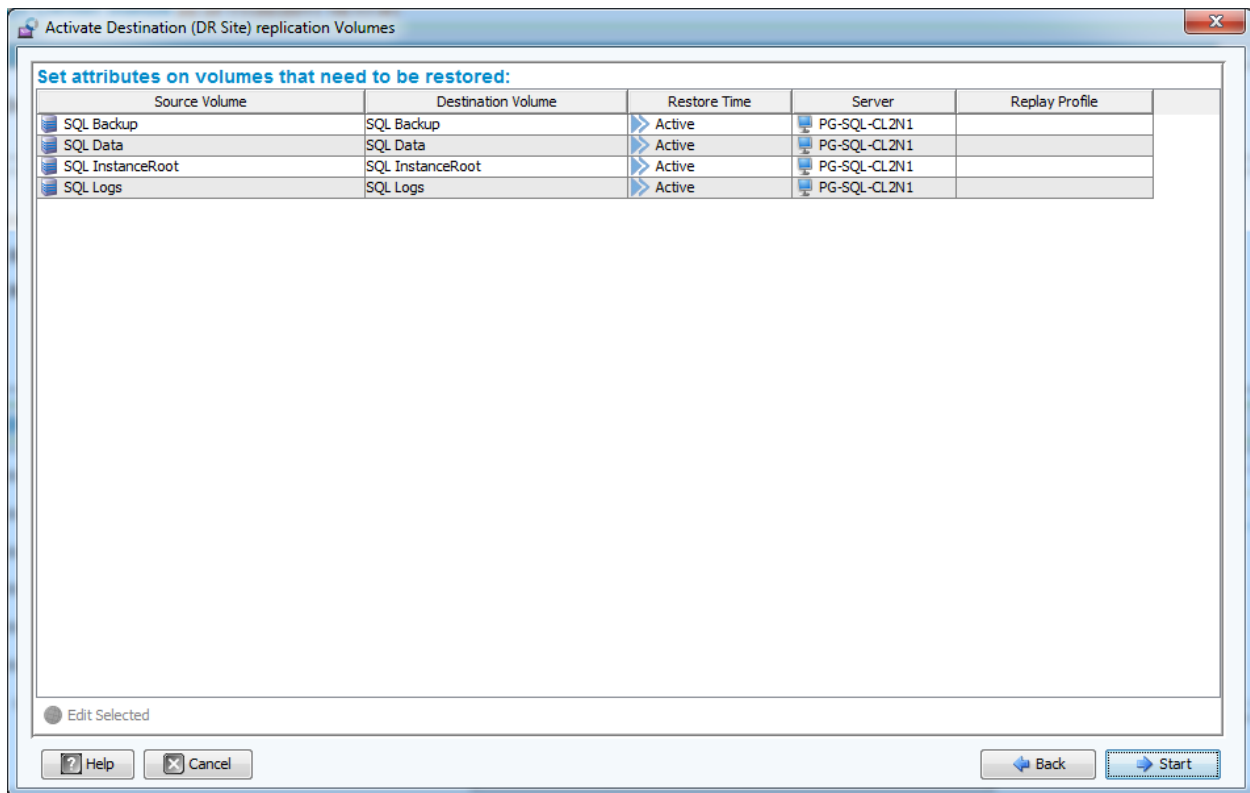 Activate Destination (DR Site) replication Volumes
Set attributes on volumes that need to be restored:
Source Volume Destination Volume Restore Time Server Replay Profile
SQL Backup SQL Backup Active PG-SQL-CL2N1
SQL Data SQL Data Active PG-SQL-CL2N1
SQL InstanceRoot SQL InstanceRoot Active PG-SQL-CL2N1
SQL Logs SQL Logs Active PG-SQL-CL2N1
Edit Selected
? Help Cancel Back Start